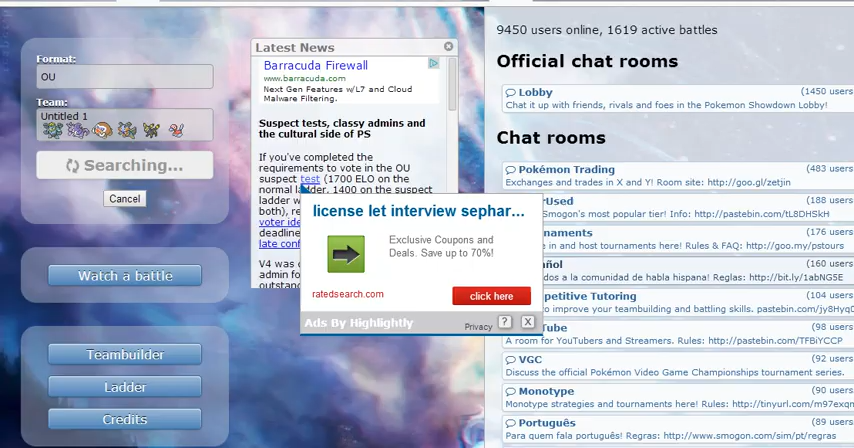 Format:
OU
Team:
Untitled 1
Searching...
Cancel
Watch a battle
Teambuilder
Ladder
Credits
Latest News
Barracuda Firewall
www.barracuda.com
Next Gen Features w/L7 and Cloud
Malware Filtering.
Suspect tests, classy admins and
the cultural side of PS
If you've completed the
requirements to vote in the OU
suspect test (1700 ELO on the
normal ladder, 1400 on the suspect
ladder
both), re
voter ide
deadline
late conf
V4 was
admin fo
outstand
license let interview sephar...
Exclusive Coupons and
Deals. Save up to 70%!
ratedsearch.com
click here
Ads By Highlightly
Privacy ? X
9450 users online, 1619 active battles
Official chat rooms
Lobby (1450 users
Chat it up with friends, rivals and foes in the Pokemon Showdown Lobby!
Chat rooms
Pokémon Trading (483 users
Exchanges and trades in X and Y! Room site: http://goo.gl/zetjin
rUsed (188 users
Smogon's most popular tier! Info: http://pastebin.com/tL8DHSkH
naments (176 users
e in and host tournaments here! Rules & FAQ: http://goo.my/pstours
añol (160 users
dos a la comunidad de habla hispana! Reglas: http://bit.ly/1abNG5E
petitive Tutoring (104 users
o improve your teambuilding and battling skills. pastebin.com/jy8Hyq
Tube (98 users
A room for YouTubers and Streamers. Rules: http://pastebin.com/TFBiYCCP
VGC (92 users
Discuss the official Pokémon Video Game Championships tournament series.
Monotype (90 users
Monotype strategies and tournaments here! Rules: http://tinyurl.com/m97exqn
Português (89 users
Para quem fala português! Regras: http://www.smogon.com/sim/pt/regras